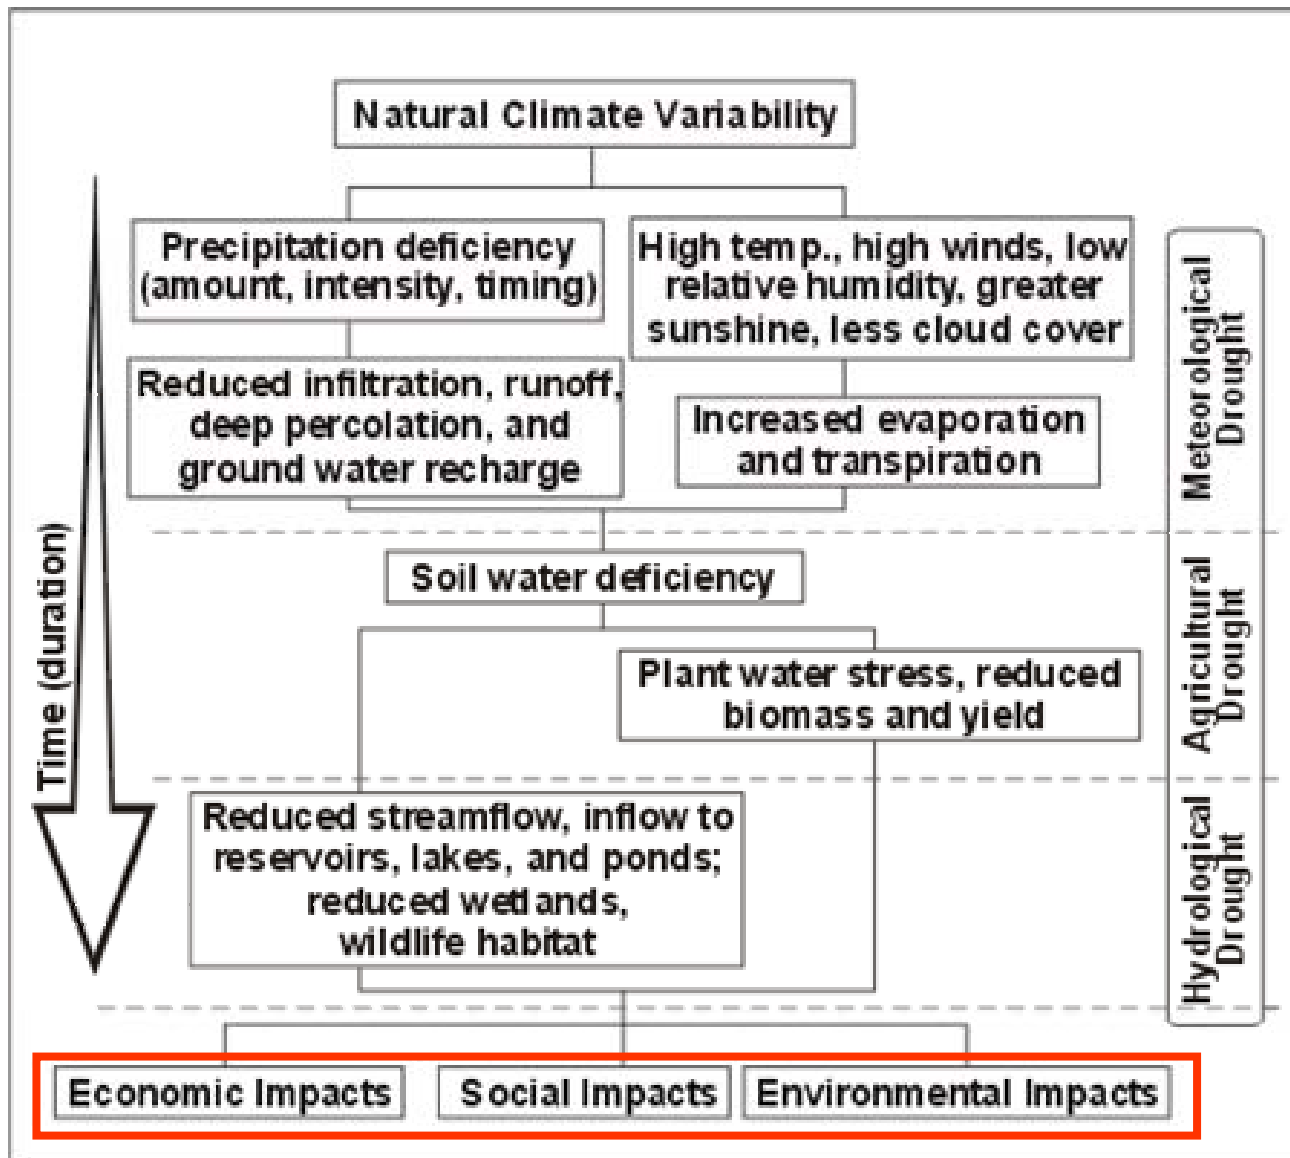 Natural Climate Variability
Precipitation deficiency
(amount, intensity, timing)
High temp., high winds, low
relative humidity, greater
sunshine, less cloud cover
Reduced infiltration, runoff,
deep percolation, and
ground water recharge
Increased evaporation
and transpiration
Meteorological
Drought
Time (duration)
Soil water deficiency
Plant water stress, reduced
biomass and yield
Agricultural
Drought
Reduced streamflow, inflow to
reservoirs, lakes, and ponds;
reduced wetlands,
wildlife habitat
Hydrological
Drought
Economic Impacts
Social Impacts
Environmental Impacts